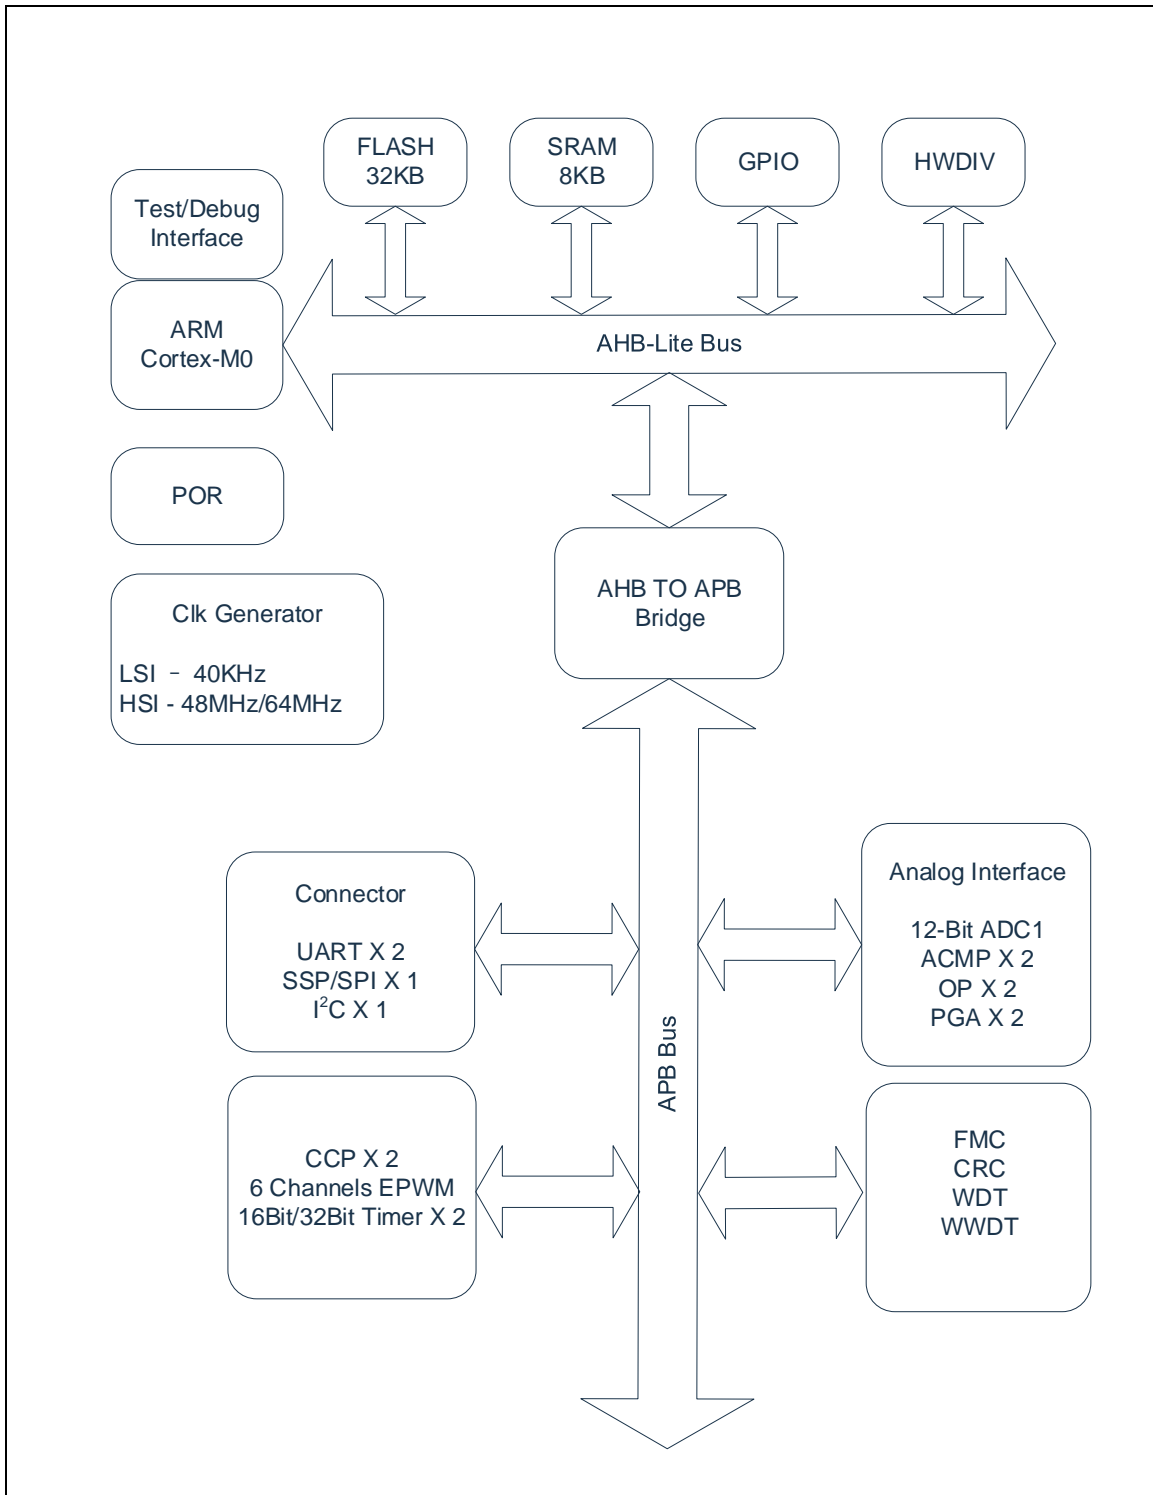 FLASH
32KB
SRAM
8KB
GPIO
HWDIV
Test/Debug
Interface
ARM
Cortex-M0
AHB-Lite Bus
POR
AHB TO APB
Bridge
Clk Generator
LSI - 40KHz
HSI - 48MHz/64MHz
Connector
UART X 2
SSP/SPI X 1
I²C X 1
Analog Interface
12-Bit ADC1
ACMP X 2
OP X 2
PGA X 2
APB Bus
CCP X 2
6 Channels EPWM
16Bit/32Bit Timer X 2
FMC
CRC
WDT
WWDT